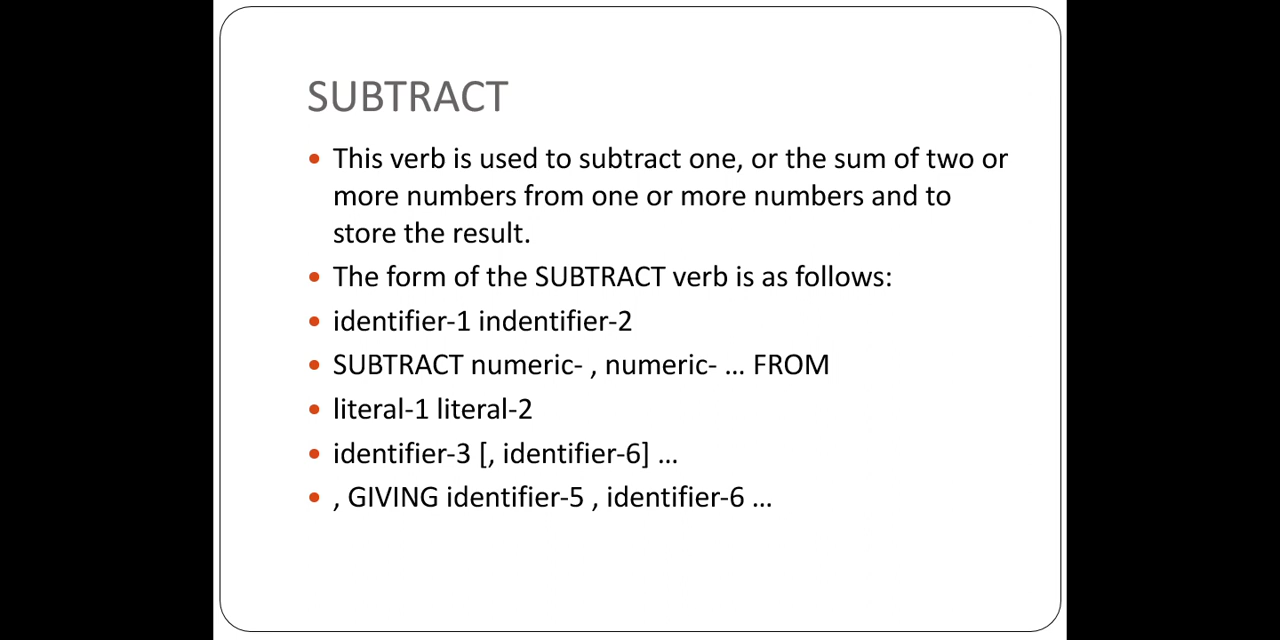 SUBTRACT
• This verb is used to subtract one, or the sum of two or
more numbers from one or more numbers and to
store the result.
• The form of the SUBTRACT verb is as follows:
• identifier-1 indentifier-2
• SUBTRACT numeric- , numeric- … FROM
• literal-1 literal-2
• identifier-3 [, identifier-6] …
• , GIVING identifier-5 , identifier-6 …